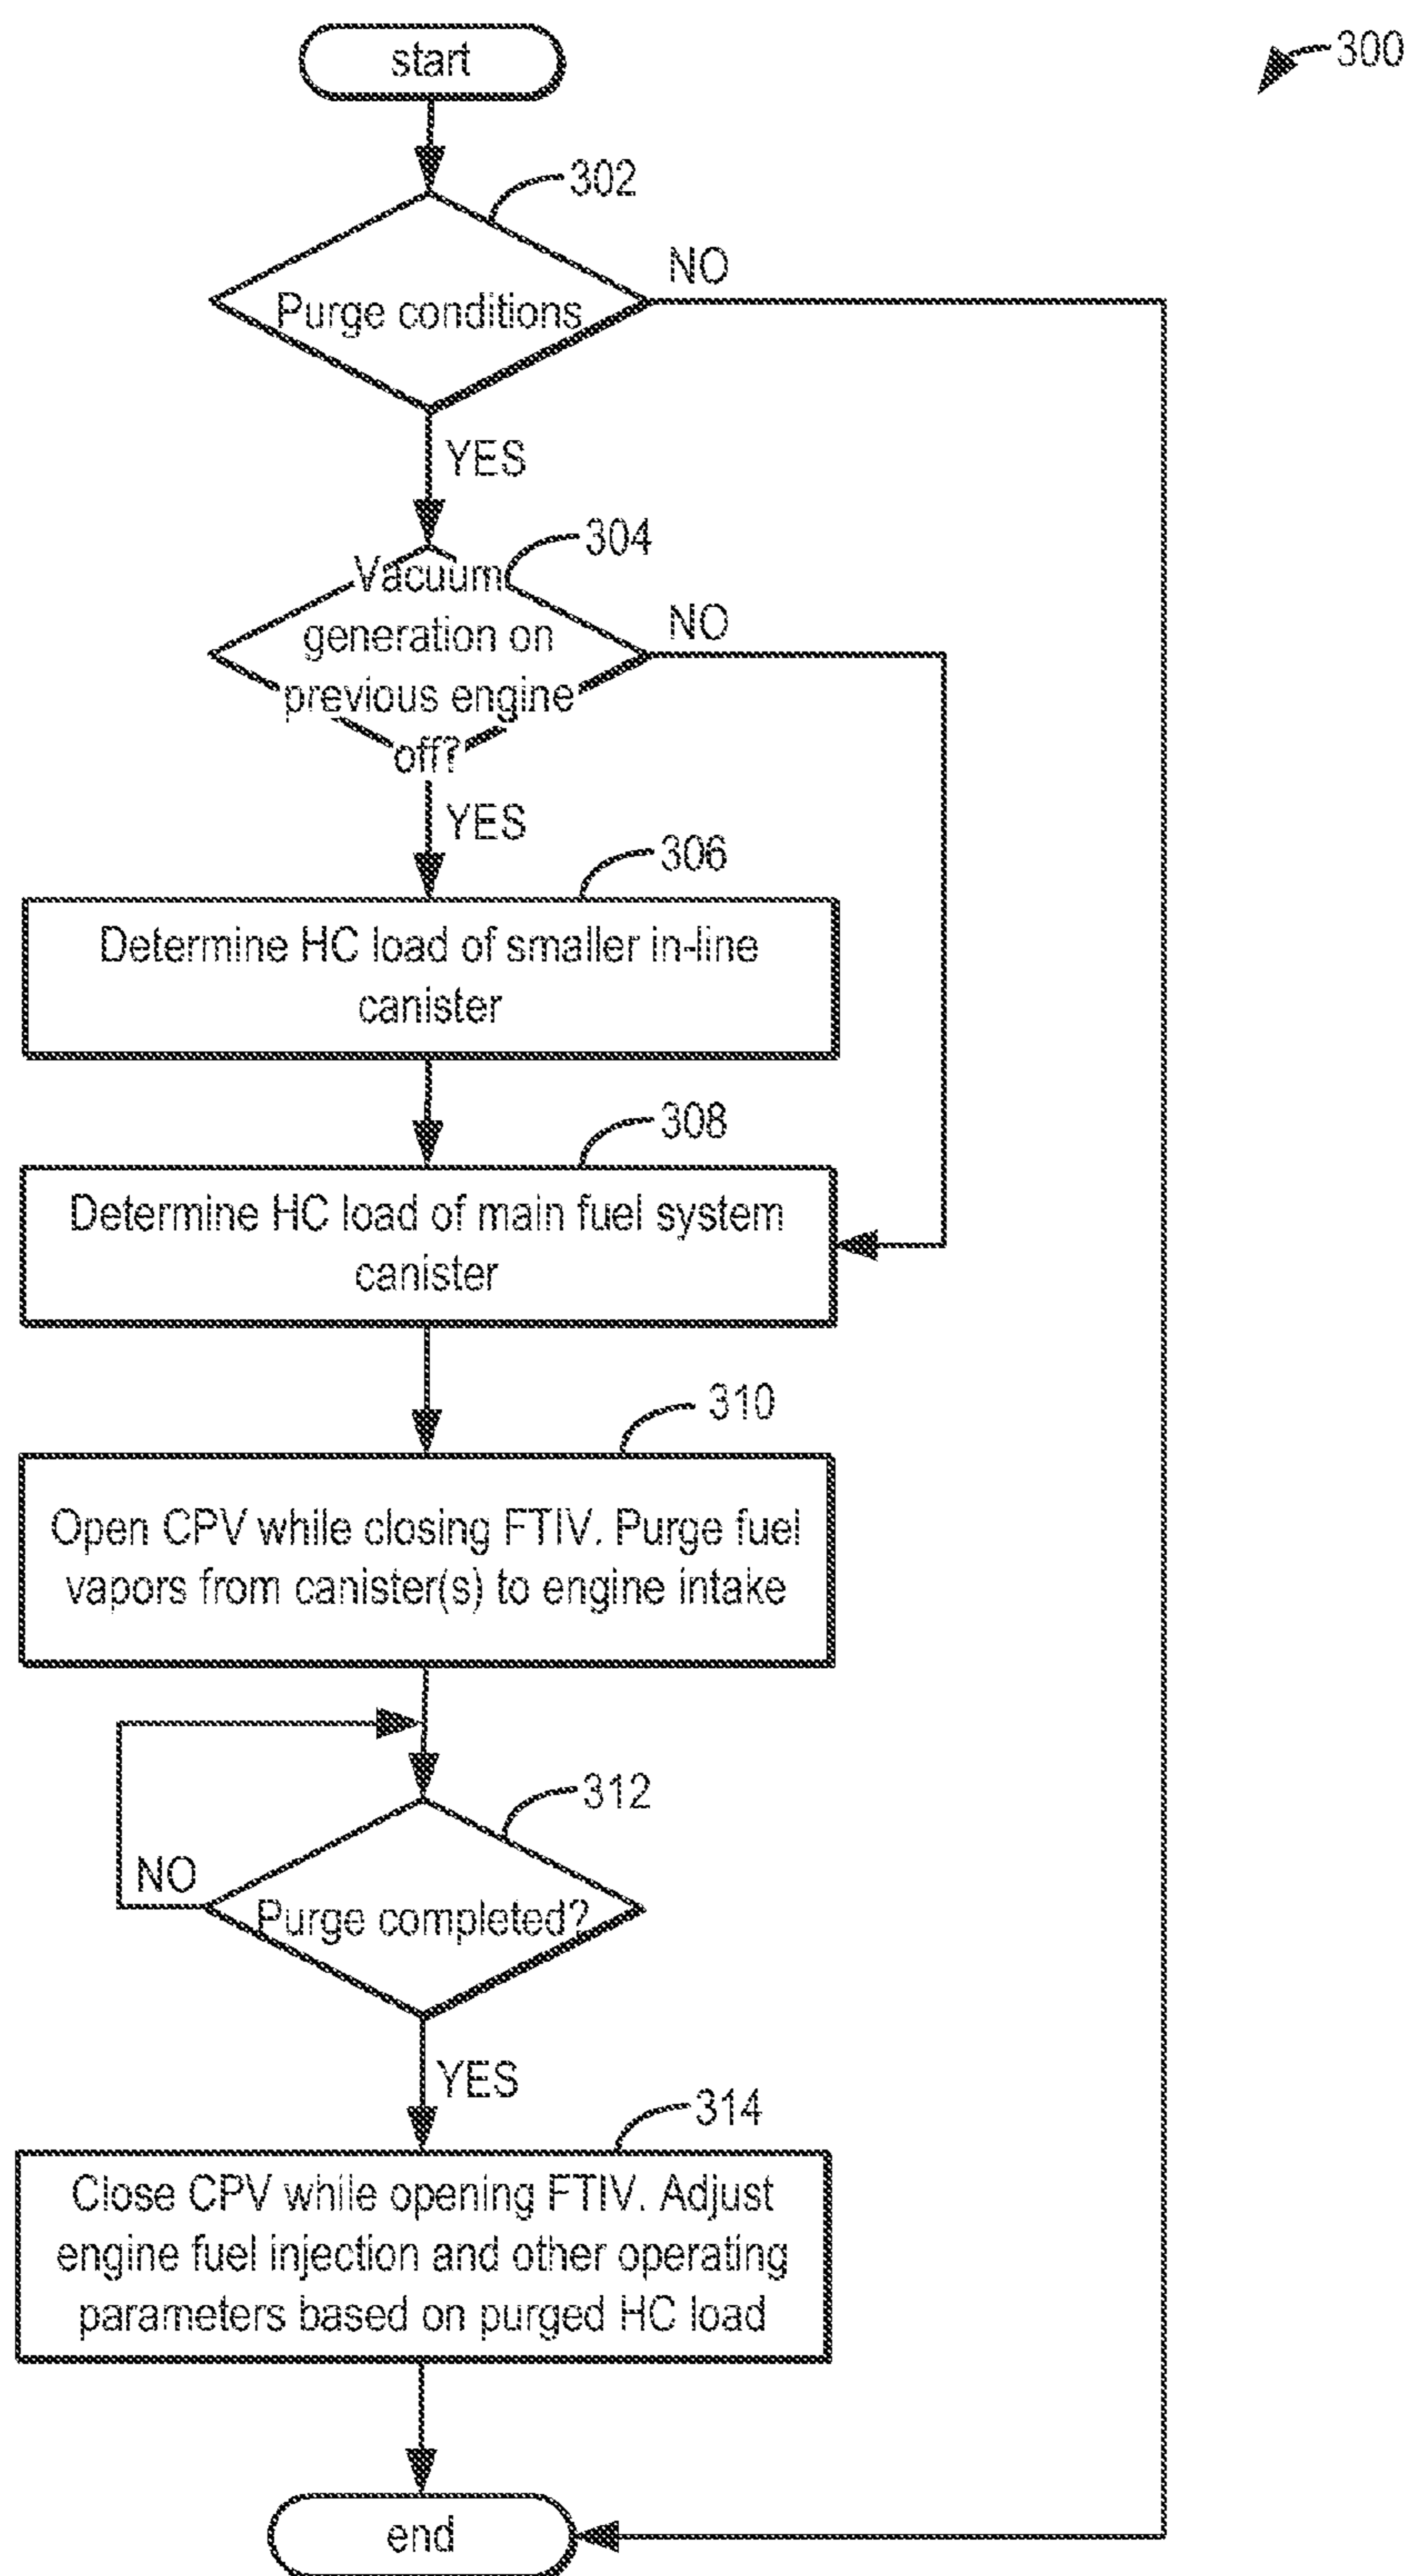 start
300
302
NO
Purge conditions
YES
304
Vacuum
generation on
previous engine
off?
NO
YES
306
Determine HC load of smaller in-line
canister
308
Determine HC load of main fuel system
canister
310
Open CPV while closing FTIV. Purge fuel
vapors from canister(s) to engine intake
312
NO
Purge completed?
YES
314
Close CPV while opening FTIV. Adjust
engine fuel injection and other operating
parameters based on purged HC load
end